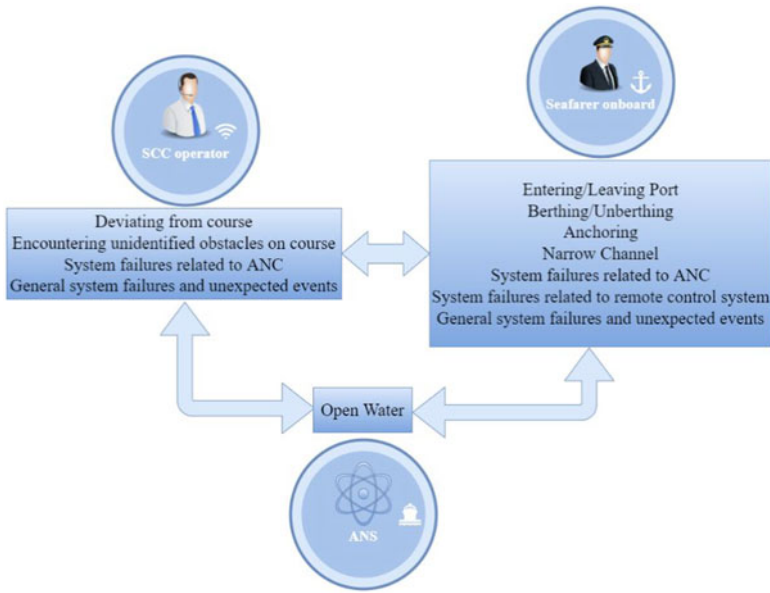 SCC operator
Deviating from course
Encountering unidentified obstacles on course
System failures related to ANC
General system failures and unexpected events
Seafarer onboard
Entering/Leaving Port
Berthing/Unberthing
Anchoring
Narrow Channel
System failures related to ANC
System failures related to remote control system
General system failures and unexpected events
Open Water
ANS